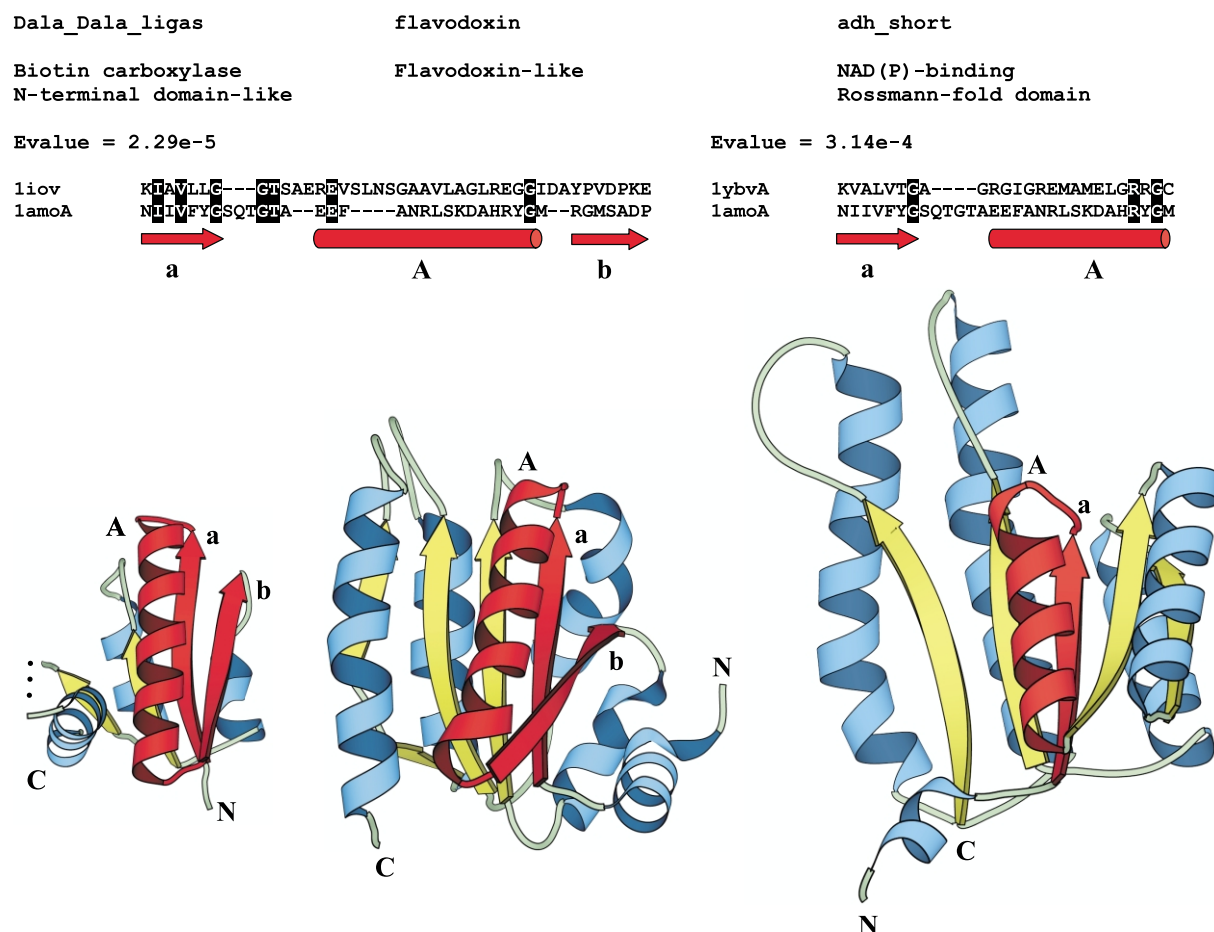 Dala_Dala_ligas flavodoxin adh_short
Biotin carboxylase Flavodoxin-like NAD(P)-binding
N-terminal domain-like Rossmann-fold domain
Evalue = 2.29e-5 Evalue = 3.14e-4
1iov KIAVLLG---GTSAEREVSLNSGAAVLAGLREGGIDAYPVDPKE 1ybvA KVALVTGA----GRGIGREMAMELGRRGC
1amoA NIIVFYGSQTGTA--EEF----ANRLSKDAHRYGM--RGMSADP 1amoA NIIVFYGSQTGTAEEFANRLSKDAHRYGM
a A b a A
A a b C N
A a b N C
A a C N